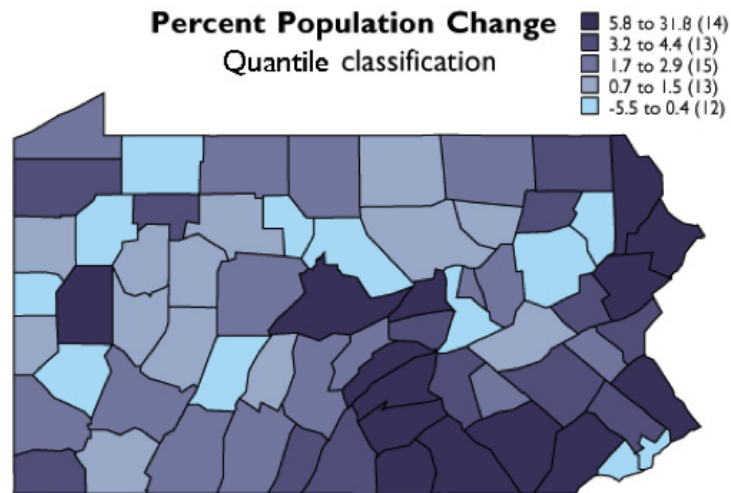 Percent Population Change
Quantile classification
5.8 to 31.8 (14)
3.2 to 4.4 (13)
1.7 to 2.9 (15)
0.7 to 1.5 (13)
-5.5 to 0.4 (12)